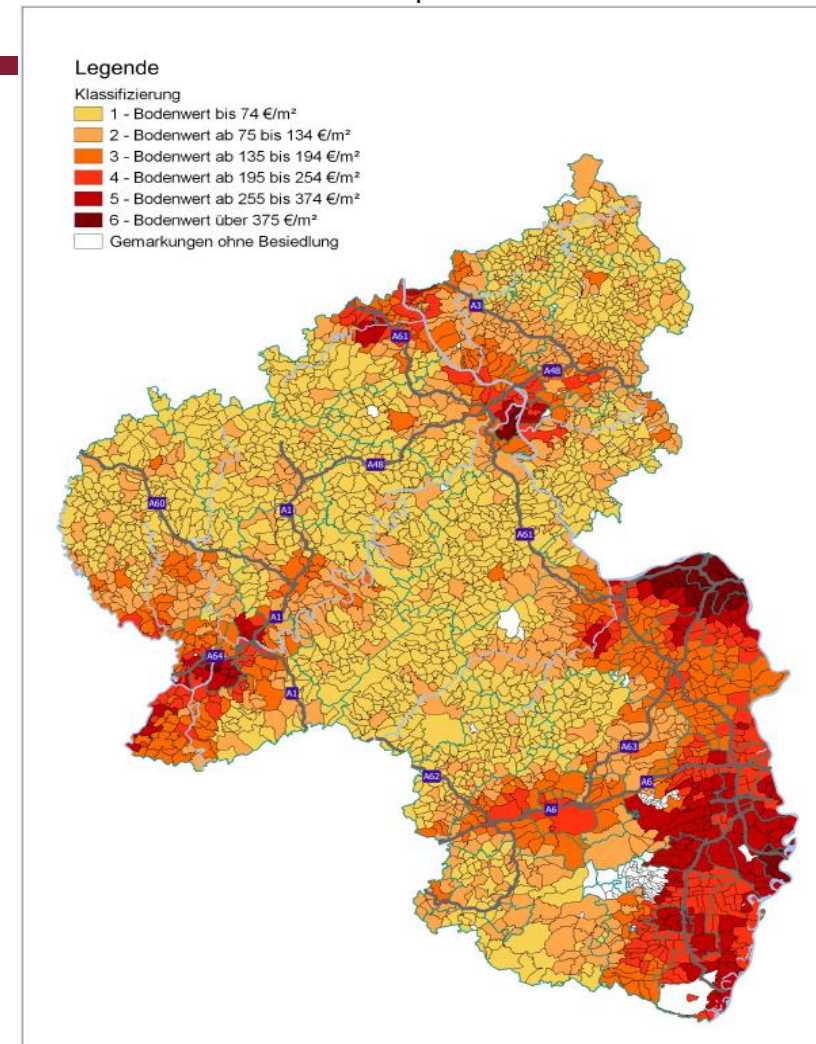 Legende
Klassifizierung
1 - Bodenwert bis 74 €/m²
2 - Bodenwert ab 75 bis 134 €/m²
3 - Bodenwert ab 135 bis 194 €/m²
4 - Bodenwert ab 195 bis 254 €/m²
5 - Bodenwert ab 255 bis 374 €/m²
6 - Bodenwert über 375 €/m²
Gemarkungen ohne Besiedlung
A3
A61
A48
A48
A60
A1
A61
A1
A64
A1
A63
A62
A6
A6